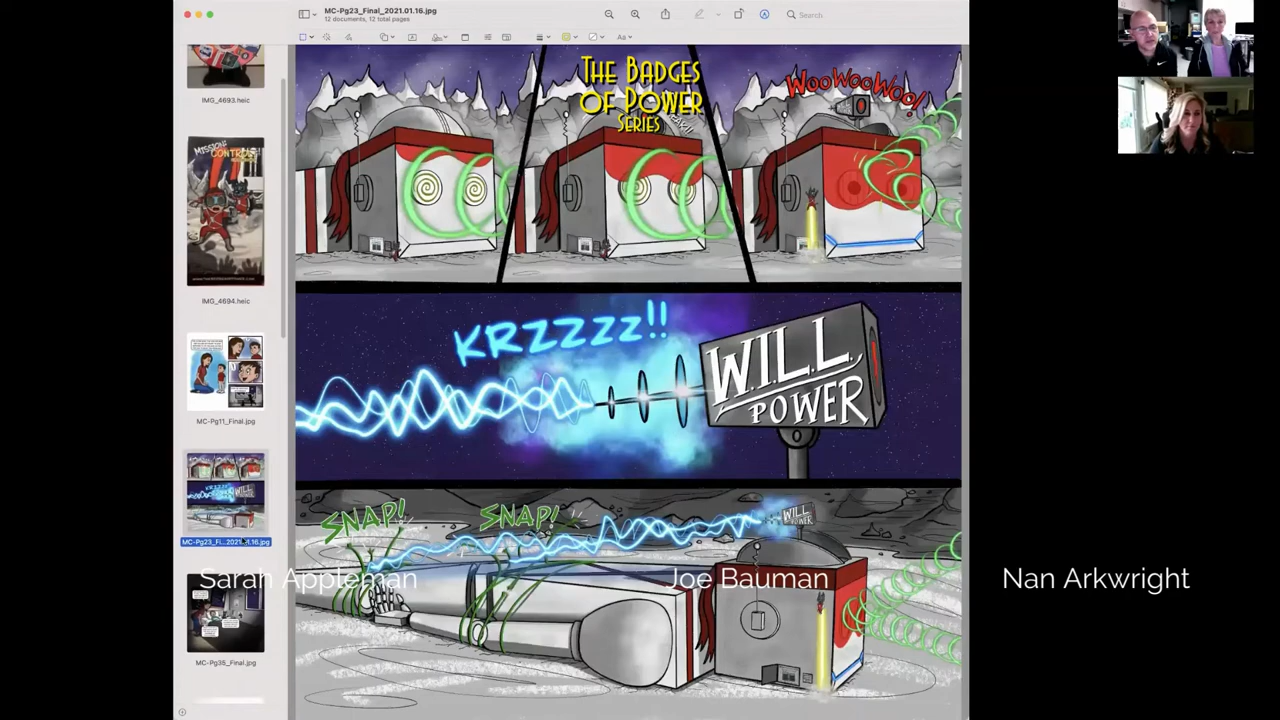 MC-Pg23_Final_2021.01.16.jpg
12 documents, 12 total pages
Search
IMG_4693.heic
MISSION:
CONTROL
IMG_4694.heic
MC-Pg11_Final.jpg
MC-Pg23_Fi...2021.01.16.jpg
MC-Pg35_Final.jpg
THE BADGES
OF POWER
SERIES
WOOWOOWOO!
KRZZZZ!!
W.I.L.L.
POWER
SNAP!
SNAP!
WILL
POWER
Sarah Appleman
Joe Bauman
Nan Arkwright